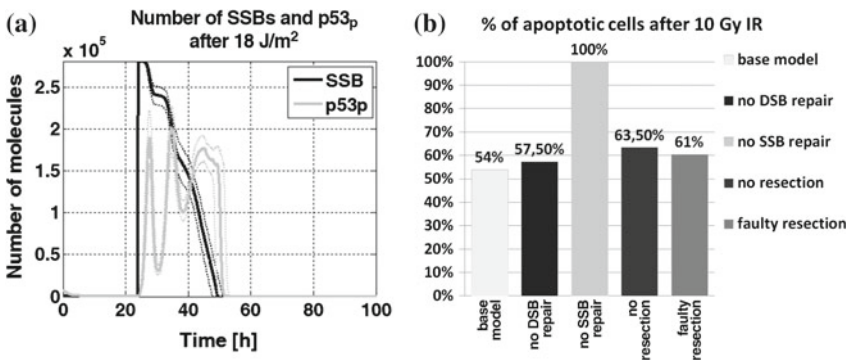 (a)
Number of SSBs and p53p
after 18 J/m²
x 10⁵
SSB
p53p
Number of molecules
2.5
2
1.5
1
0.5
0
0 20 40 60 80 100
Time [h]
(b)
% of apoptotic cells after 10 Gy IR
100%
90%
80%
70%
60%
50%
40%
30%
20%
10%
0%
54%
57,50%
100%
63,50%
61%
base
model
no DSB
repair
no SSB
repair
no
resection
faulty
resection
base model
no DSB repair
no SSB repair
no resection
faulty resection